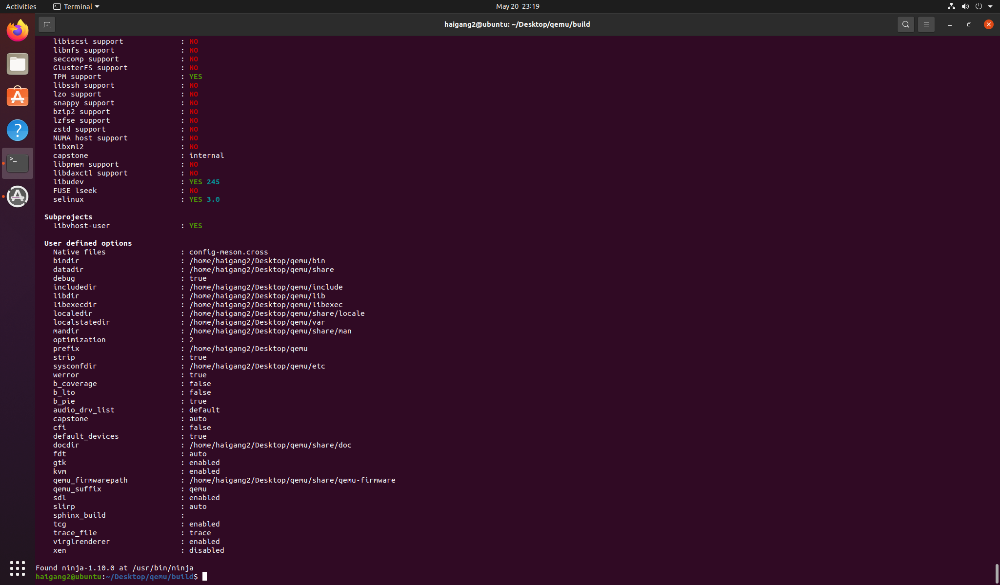 Activities
Terminal
May 20 23:19
haigang2@ubuntu: ~/Desktop/qemu/build
libiscsi support : NO
libnfs support : NO
seccomp support : NO
GlusterFS support : NO
TPM support : YES
libssh support : NO
lzo support : NO
snappy support : NO
bzip2 support : NO
lzfse support : NO
zstd support : NO
NUMA host support : NO
libxml2 : NO
capstone : internal
libpmem support : NO
libdaxctl support : NO
libudev : YES 245
FUSE lseek : NO
selinux : YES 3.0
Subprojects
libvhost-user : YES
User defined options
Native files : config-meson.cross
bindir : /home/haigang2/Desktop/qemu/bin
datadir : /home/haigang2/Desktop/qemu/share
debug : true
includedir : /home/haigang2/Desktop/qemu/include
libdir : /home/haigang2/Desktop/qemu/lib
libexecdir : /home/haigang2/Desktop/qemu/libexec
localedir : /home/haigang2/Desktop/qemu/share/locale
localstatedir : /home/haigang2/Desktop/qemu/var
mandir : /home/haigang2/Desktop/qemu/share/man
optimization : 2
prefix : /home/haigang2/Desktop/qemu
strip : true
sysconfdir : /home/haigang2/Desktop/qemu/etc
werror : true
b_coverage : false
b_lto : false
b_pie : true
audio_drv_list : default
capstone : auto
cfi : false
default_devices : true
docdir : /home/haigang2/Desktop/qemu/share/doc
fdt : auto
gtk : enabled
kvm : enabled
qemu_firmwarepath : /home/haigang2/Desktop/qemu/share/qemu-firmware
qemu_suffix : qemu
sdl : enabled
slirp : auto
sphinx_build :
tcg : enabled
trace_file : trace
virglrenderer : enabled
xen : disabled
Found ninja-1.10.0 at /usr/bin/ninja
haigang2@ubuntu:~/Desktop/qemu/build$